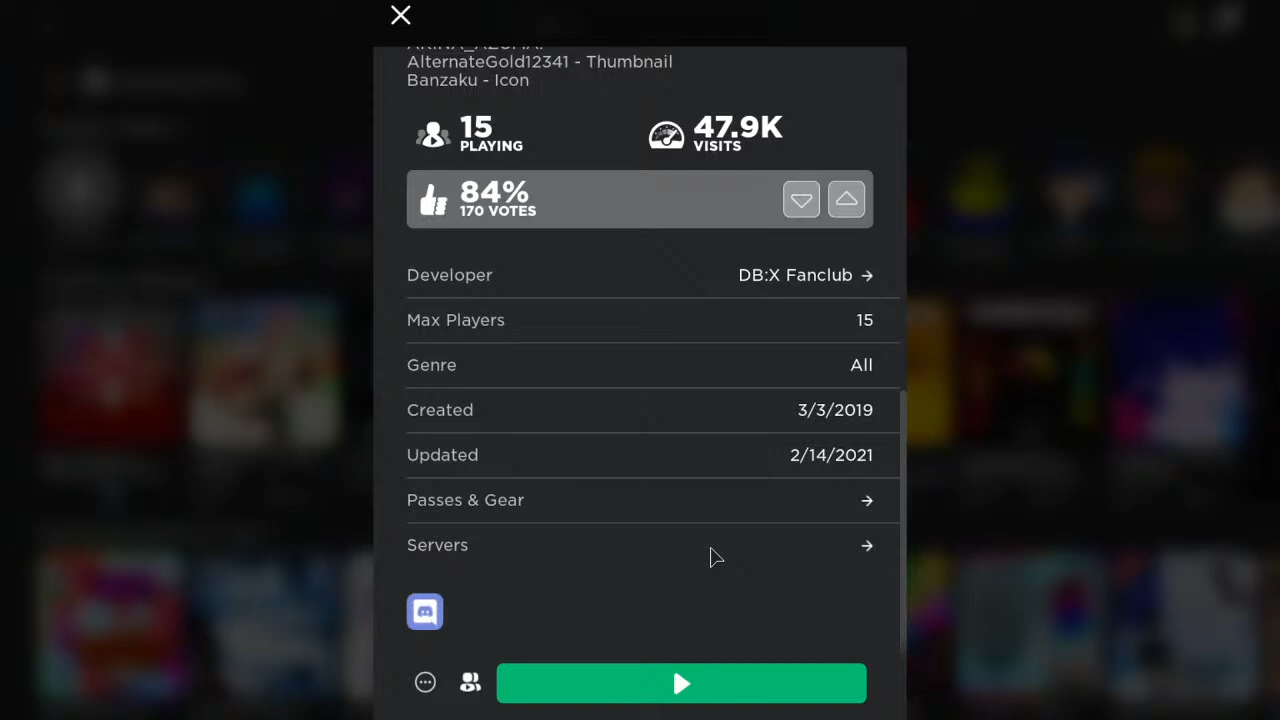 AlternateGold12341 - Thumbnail
Banzaku - Icon
15
PLAYING
47.9K
VISITS
84%
170 VOTES
Developer DB:X Fanclub →
Max Players 15
Genre All
Created 3/3/2019
Updated 2/14/2021
Passes & Gear →
Servers →